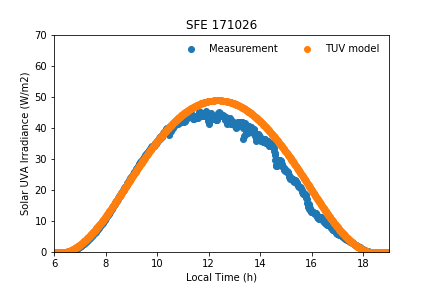 SFE 171026
Measurement
TUV model
Solar UVA Irradiance (W/m2)
70
60
50
40
30
20
10
0
6 8 10 12 14 16 18
Local Time (h)